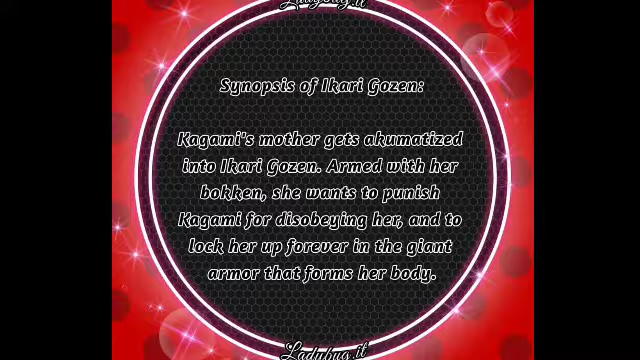 Ladybug.it
Synopsis of Ikari Gozen:
Kagami's mother gets akumatized
into Ikari Gozen. Armed with her
bokken, she wants to punish
Kagami for disobeying her, and to
lock her up forever in the giant
armor that forms her body.
Ladybug.it